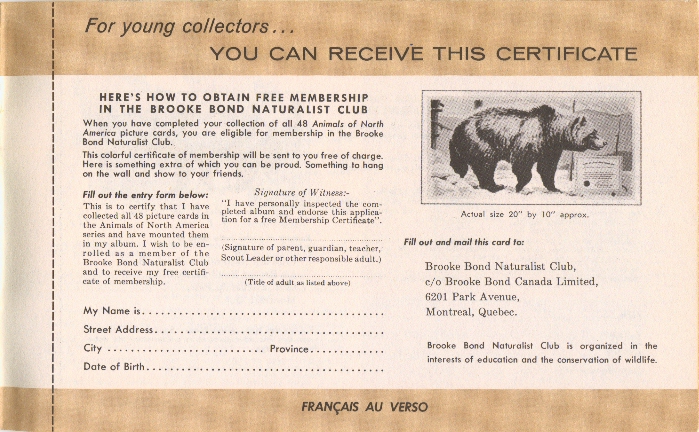 For young collectors...
YOU CAN RECEIVE THIS CERTIFICATE
HERE'S HOW TO OBTAIN FREE MEMBERSHIP
IN THE BROOKE BOND NATURALIST CLUB
When you have completed your collection of all 48 Animals of North
America picture cards, you are eligible for membership in the Brooke
Bond Naturalist Club.
This colorful certificate of membership will be sent to you free of charge.
Here is something extra of which you can be proud. Something to hang
on the wall and show to your friends.
Fill out the entry form below:
This is to certify that I have
collected all 48 picture cards in
the Animals of North America
series and have mounted them
in my album. I wish to be en-
rolled as a member of the
Brooke Bond Naturalist Club
and to receive my free certifi-
cate of membership.
Signature of Witness:-
"I have personally inspected the com-
pleted album and endorse this applica-
tion for a free Membership Certificate".
(Signature of parent, guardian, teacher,
Scout Leader or other responsible adult.)
(Title of adult as listed above)
My Name is
Street Address
City Province
Date of Birth
Actual size 20" by 10" approx.
Fill out and mail this card to:
Brooke Bond Naturalist Club,
c/o Brooke Bond Canada Limited,
6201 Park Avenue,
Montreal, Quebec.
Brooke Bond Naturalist Club is organized in the
interests of education and the conservation of wildlife.
FRANÇAIS AU VERSO